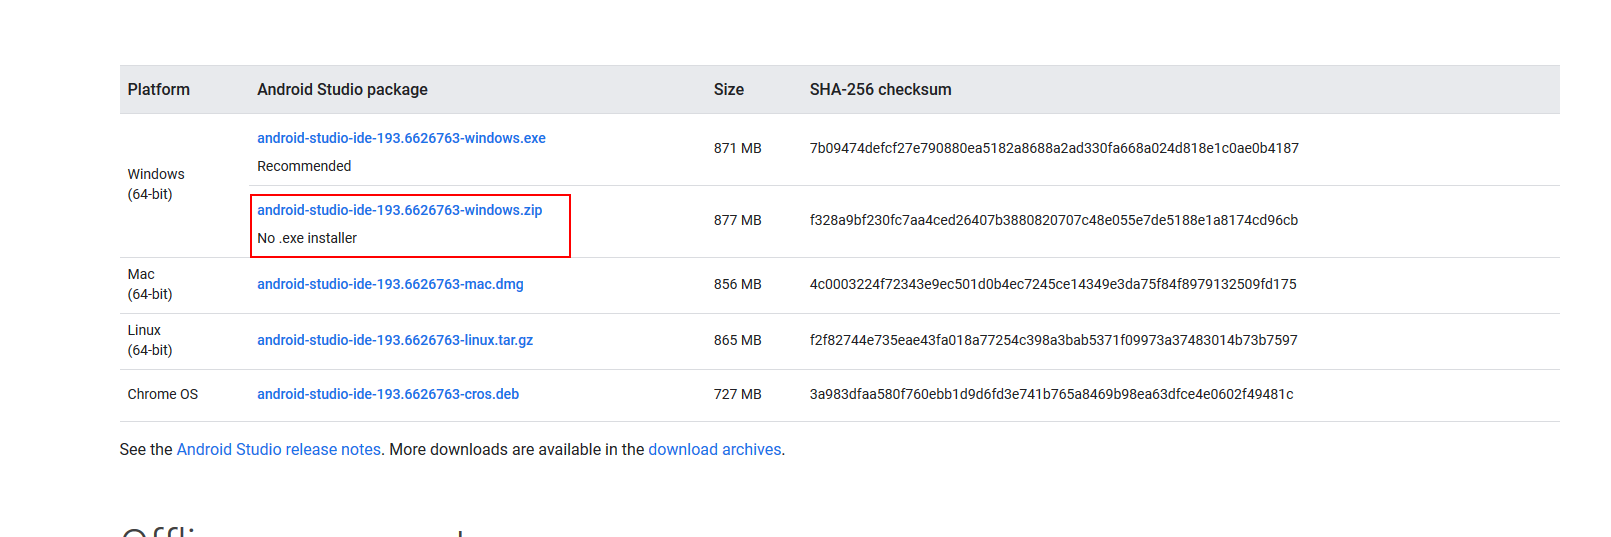 Platform Android Studio package Size SHA-256 checksum
android-studio-ide-193.6626763-windows.exe
Recommended
871 MB 7b09474defcf27e790880ea5182a8688a2ad330fa668a024d818e1c0ae0b4187
Windows
(64-bit)
android-studio-ide-193.6626763-windows.zip
No .exe installer
877 MB f328a9bf230fc7aa4ced26407b3880820707c48e055e7de5188e1a8174cd96cb
Mac
(64-bit)
android-studio-ide-193.6626763-mac.dmg 856 MB 4c0003224f72343e9ec501d0b4ec7245ce14349e3da75f84f8979132509fd175
Linux
(64-bit)
android-studio-ide-193.6626763-linux.tar.gz 865 MB f2f82744e735eae43fa018a77254c398a3bab5371f09973a37483014b73b7597
Chrome OS android-studio-ide-193.6626763-cros.deb 727 MB 3a983dfaa580f760ebb1d9d6fd3e741b765a8469b98ea63dfce4e0602f49481c
See the Android Studio release notes. More downloads are available in the download archives.